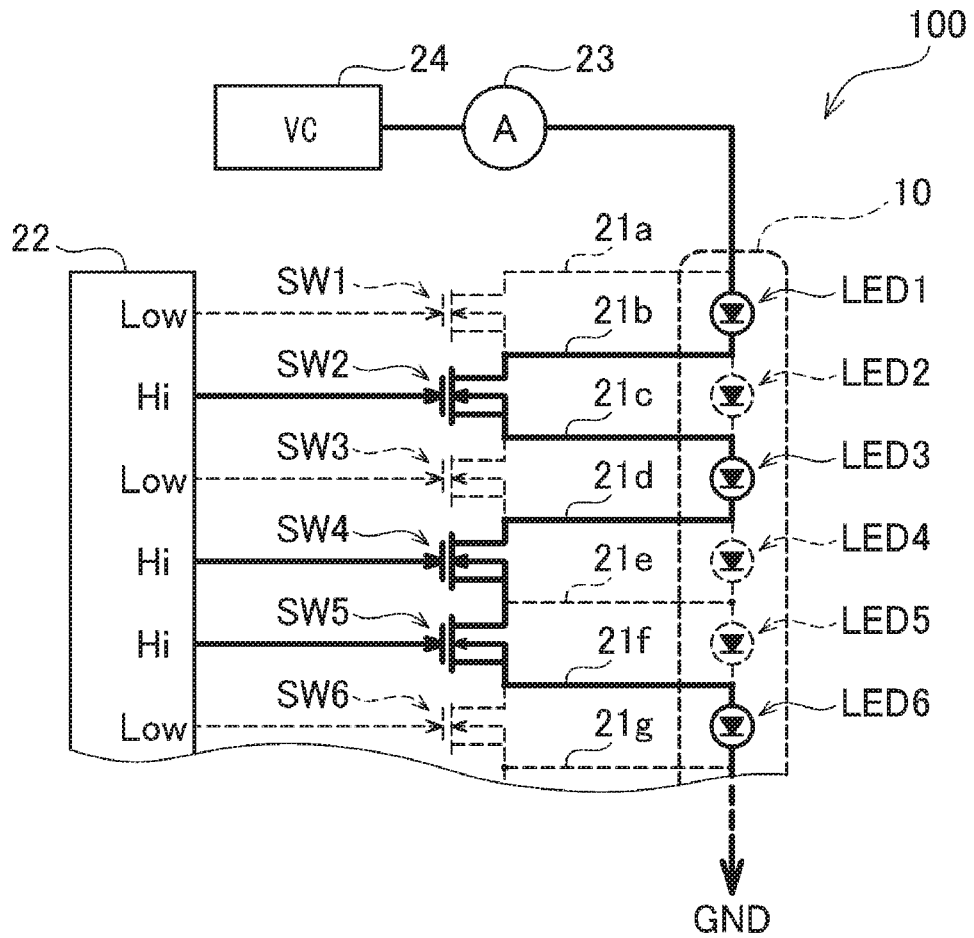 100
24
23
VC
A
10
22
21a
SW1
LED1
Low
21b
SW2
LED2
Hi
21c
SW3
LED3
Low
21d
SW4
LED4
Hi
21e
SW5
LED5
Hi
21f
SW6
LED6
Low
21g
GND